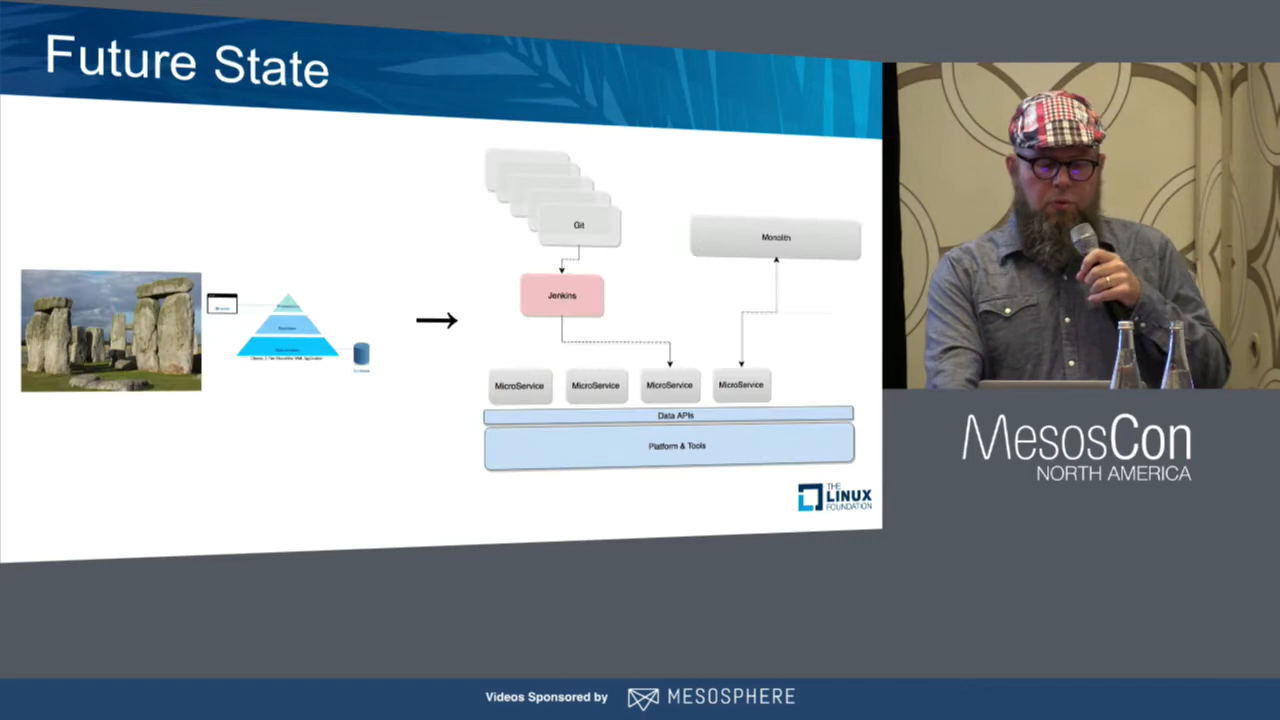 Future State
Git
Monolith
Jenkins
MicroService
MicroService
MicroService
MicroService
Data APIs
Platform & Tools
THE
LINUX
FOUNDATION
MesosCon
NORTH AMERICA
Videos Sponsored by
MESOSPHERE